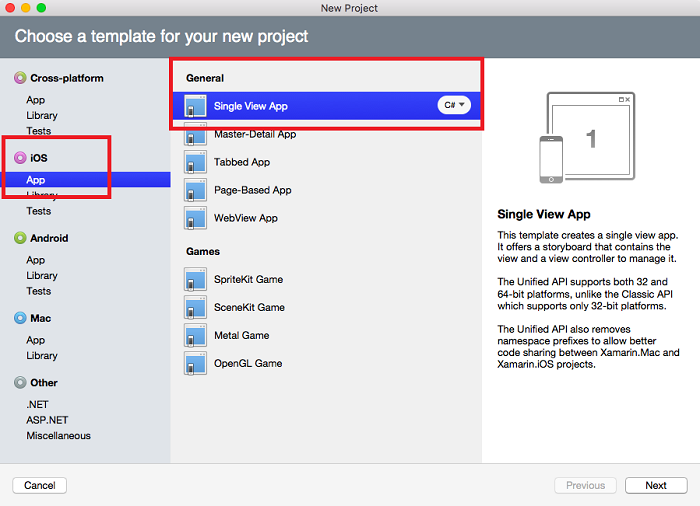 New Project
Choose a template for your new project
Cross-platform
App
Library
Tests
iOS
App
Library
Tests
Android
App
Library
Tests
Mac
App
Library
Other
.NET
ASP.NET
Miscellaneous
General
Single View App
C#
Master-Detail App
Tabbed App
Page-Based App
WebView App
Games
SpriteKit Game
SceneKit Game
Metal Game
OpenGL Game
1
Single View App
This template creates a single view app.
It offers a storyboard that contains the
view and a view controller to manage it.
The Unified API supports both 32 and
64-bit platforms, unlike the Classic API
which supports only 32-bit platforms.
The Unified API also removes
namespace prefixes to allow better
code sharing between Xamarin.Mac and
Xamarin.iOS projects.
Cancel
Previous
Next